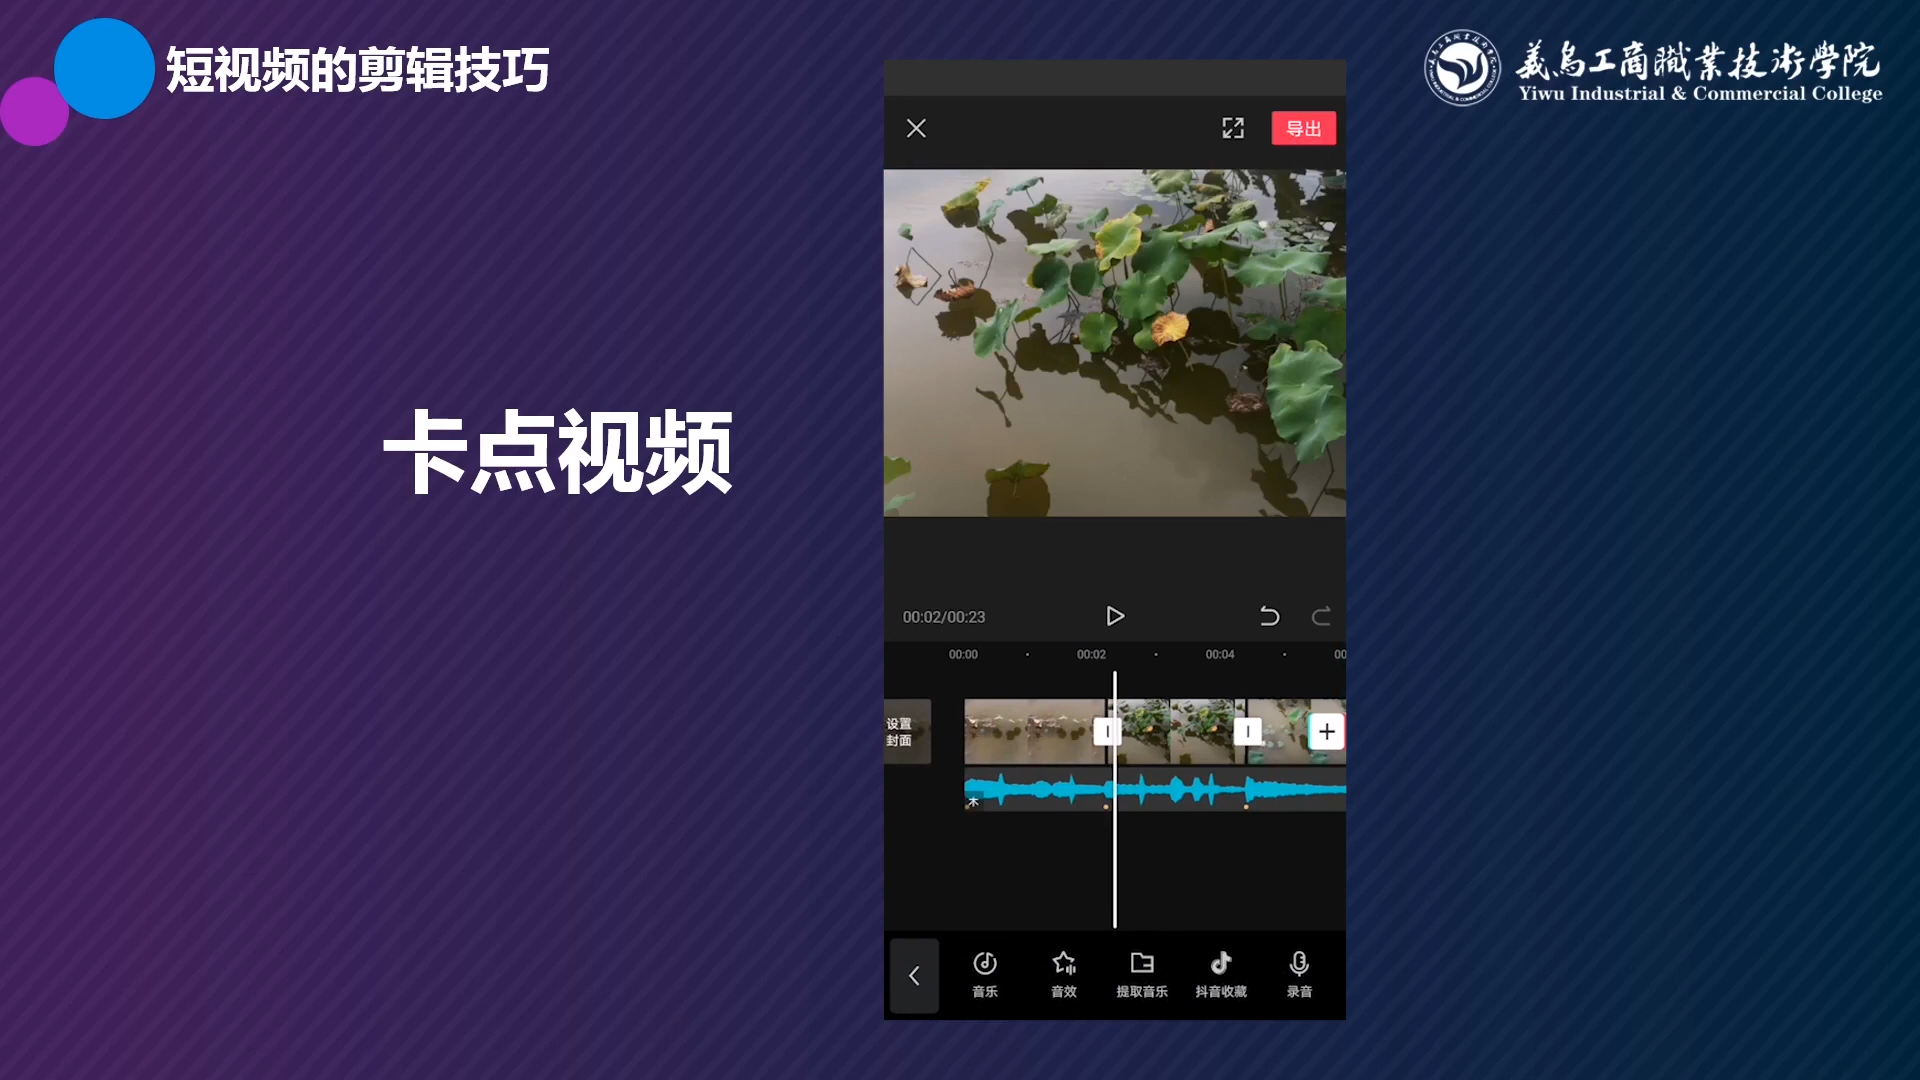 短视频的剪辑技巧
義烏工商職業技術學院
Yiwu Industrial & Commercial College
导出
卡点视频
00:02/00:23
00:00
00:02
00:04
00
设置
封面
音乐
音效
提取音乐
抖音收藏
录音